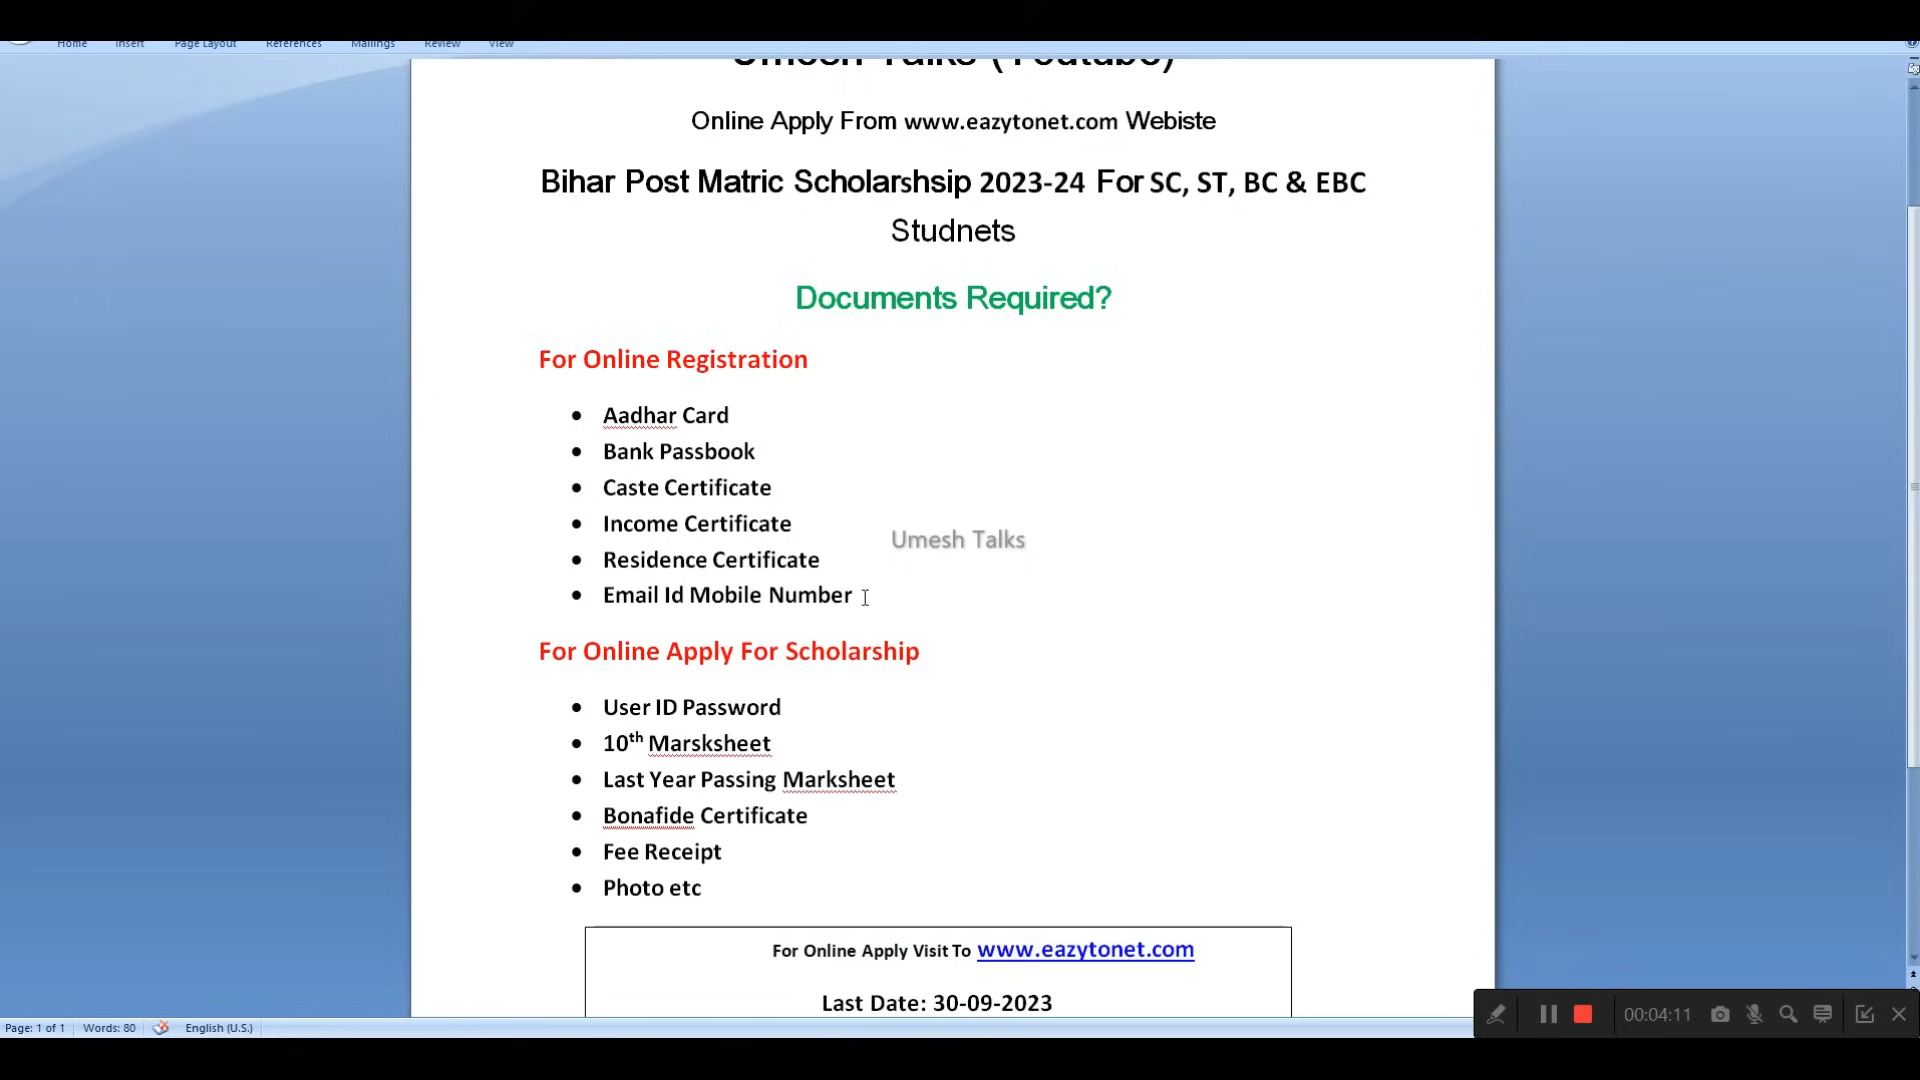 Home Insert Page Layout References Mailings Review View
Umesh Talks (Youtube)
Online Apply From www.eazytonet.com Webiste
Bihar Post Matric Scholarshsip 2023-24 For SC, ST, BC & EBC
Studnets
Documents Required?
For Online Registration
• Aadhar Card
• Bank Passbook
• Caste Certificate
• Income Certificate
Umesh Talks
• Residence Certificate
• Email Id Mobile Number
For Online Apply For Scholarship
• User ID Password
• 10th Marsksheet
• Last Year Passing Marksheet
• Bonafide Certificate
• Fee Receipt
• Photo etc
For Online Apply Visit To www.eazytonet.com
Last Date: 30-09-2023
00:04:11
Page: 1 of 1 Words: 80 English (U.S.)